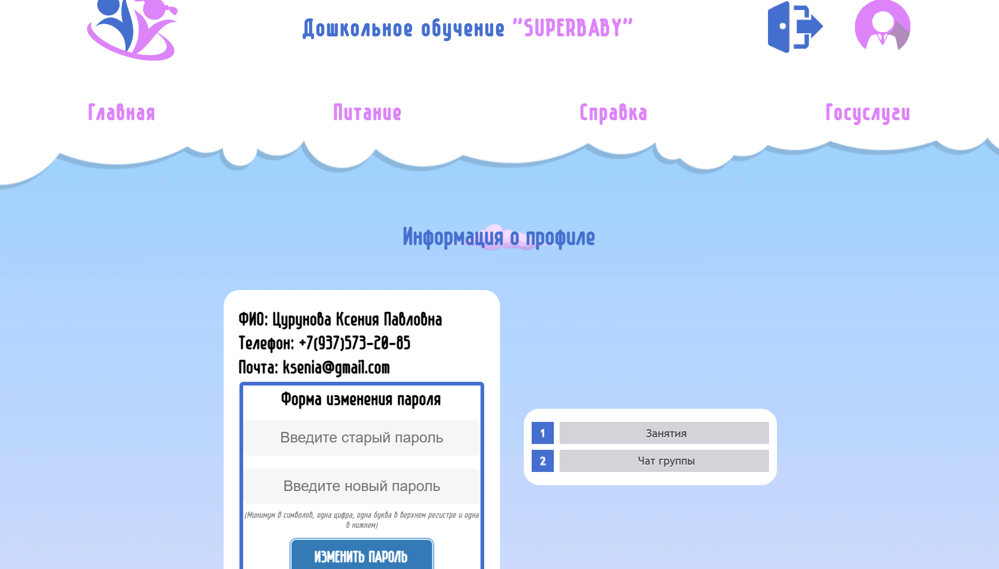 Дошкольное обучение "SUPERBABY"
Главная Питание Справка Госуслуги
Информация о профиле
ФИО: Цурунова Ксения Павловна
Телефон: +7(937)573-20-85
Почта: ksenia@gmail.com
Форма изменения пароля
Введите старый пароль
Введите новый пароль
(Минимум 8 символов, одна цифра, одна буква в верхнем регистре и одна
в нижнем)
ИЗМЕНИТЬ ПАРОЛЬ
1 Занятия
2 Чат группы